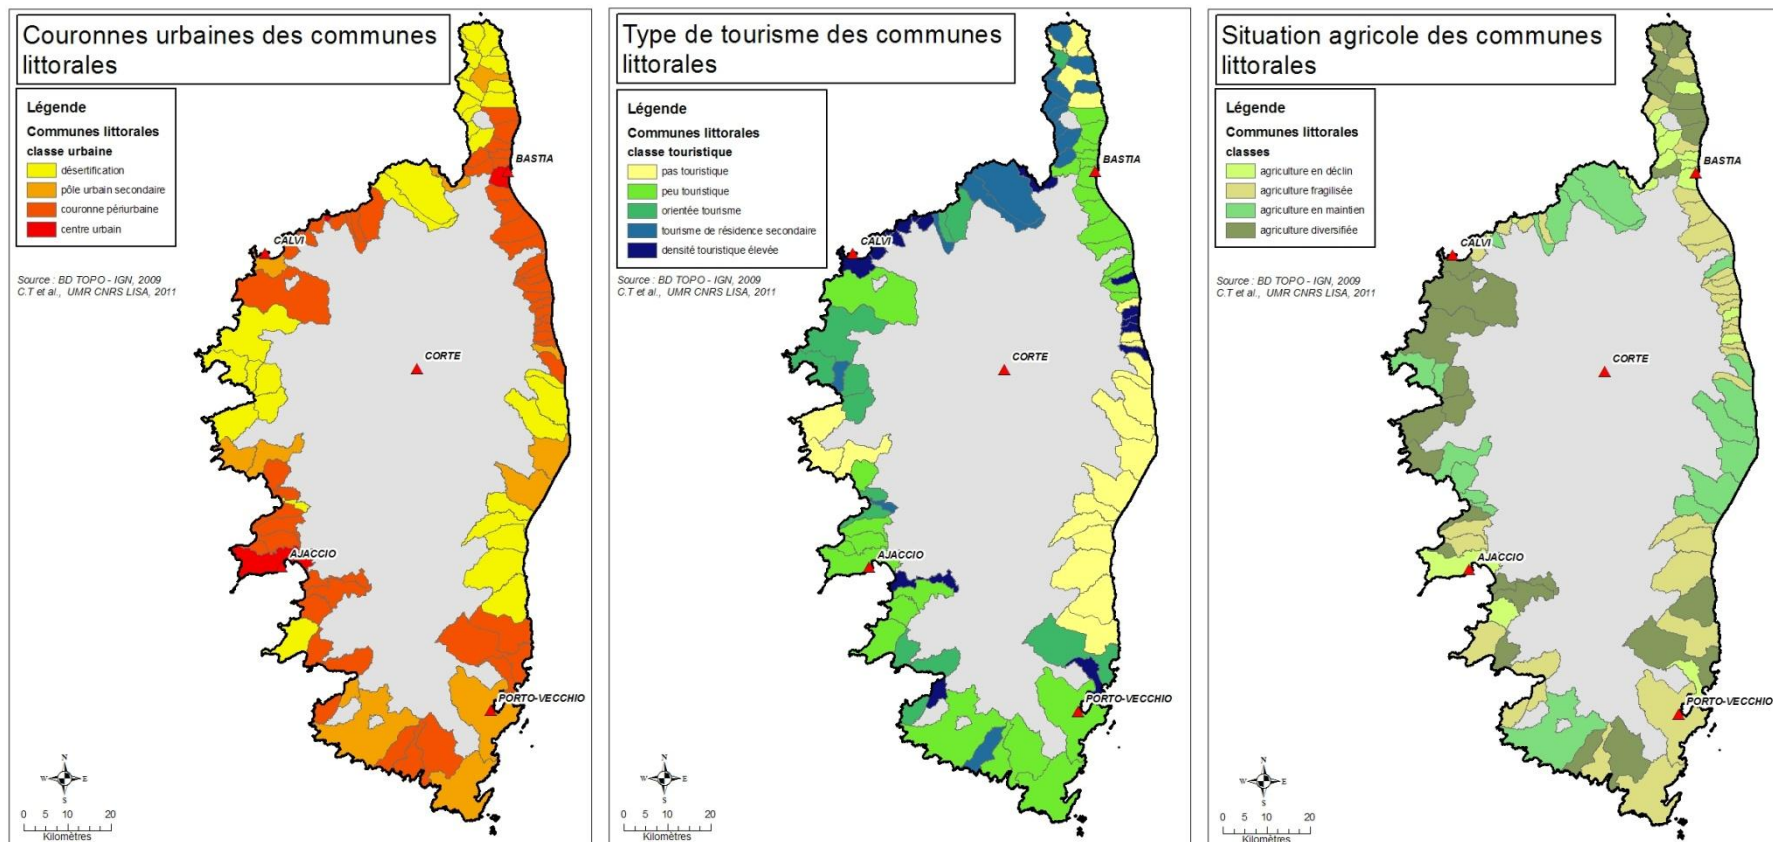 Couronnes urbaines des communes
littorales
Légende
Communes littorales
classe urbaine
désertification
pôle urbain secondaire
couronne périurbaine
centre urbain
Source : BD TOPO - IGN, 2009
C.T et al., UMR CNRS LISA, 2011
BASTIA
CALVI
CORTE
AJACCIO
PORTO-VECCHIO
N
W E
S
0 5 10 20
Kilomètres
Type de tourisme des communes
littorales
Légende
Communes littorales
classe touristique
pas touristique
peu touristique
orientée tourisme
tourisme de résidence secondaire
densité touristique élevée
Source : BD TOPO - IGN, 2009
C.T et al., UMR CNRS LISA, 2011
BASTIA
CALVI
CORTE
AJACCIO
PORTO-VECCHIO
N
W E
S
0 5 10 20
Kilomètres
Situation agricole des communes
littorales
Légende
Communes littorales
classes
agriculture en déclin
agriculture fragilisée
agriculture en maintien
agriculture diversifiée
Source : BD TOPO - IGN, 2009
C.T et al., UMR CNRS LISA, 2011
BASTIA
CALVI
CORTE
AJACCIO
PORTO-VECCHIO
N
W E
S
0 5 10 20
Kilomètres